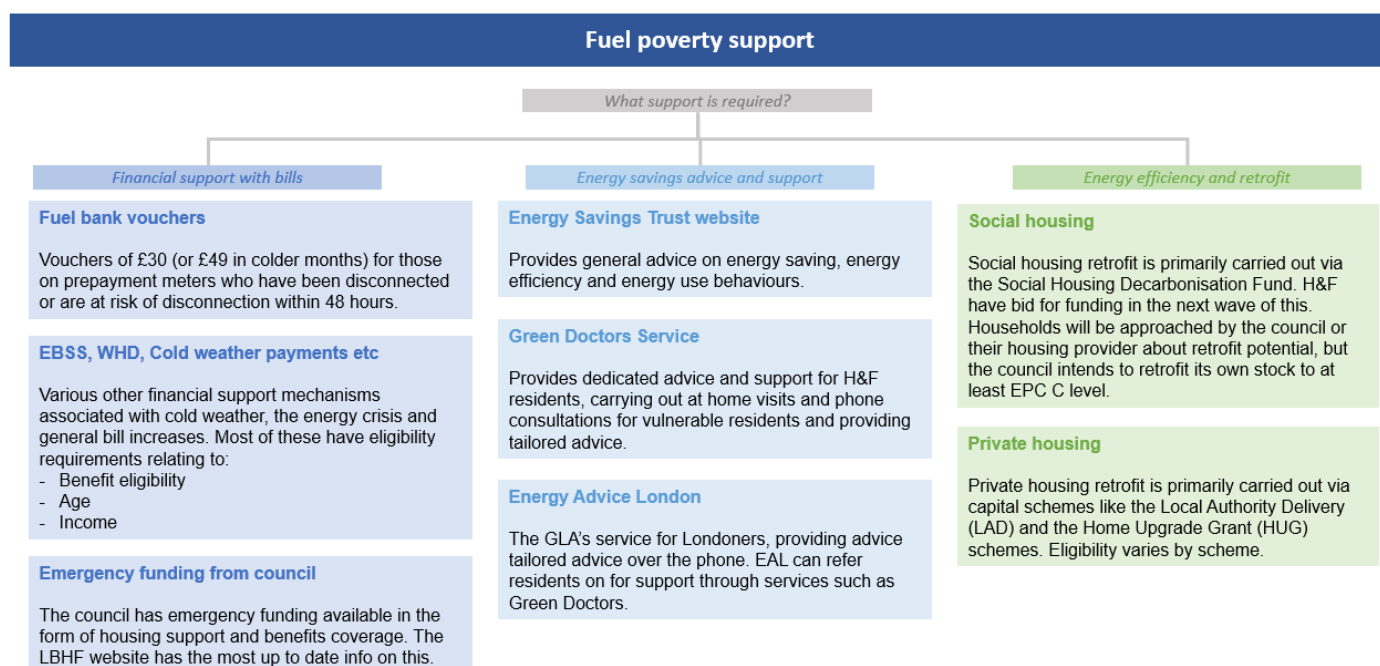 Fuel poverty support
What support is required?
Financial support with bills
Fuel bank vouchers
Vouchers of £30 (or £49 in colder months) for those
on prepayment meters who have been disconnected
or are at risk of disconnection within 48 hours.
EBSS, WHD, Cold weather payments etc
Various other financial support mechanisms
associated with cold weather, the energy crisis and
general bill increases. Most of these have eligibility
requirements relating to:
- Benefit eligibility
- Age
- Income
Emergency funding from council
The council has emergency funding available in the
form of housing support and benefits coverage. The
LBHF website has the most up to date info on this.
Energy savings advice and support
Energy Savings Trust website
Provides general advice on energy saving, energy
efficiency and energy use behaviours.
Green Doctors Service
Provides dedicated advice and support for H&F
residents, carrying out at home visits and phone
consultations for vulnerable residents and providing
tailored advice.
Energy Advice London
The GLA's service for Londoners, providing advice
tailored advice over the phone. EAL can refer
residents on for support through services such as
Green Doctors.
Energy efficiency and retrofit
Social housing
Social housing retrofit is primarily carried out via
the Social Housing Decarbonisation Fund. H&F
have bid for funding in the next wave of this.
Households will be approached by the council or
their housing provider about retrofit potential, but
the council intends to retrofit its own stock to at
least EPC C level.
Private housing
Private housing retrofit is primarily carried out via
capital schemes like the Local Authority Delivery
(LAD) and the Home Upgrade Grant (HUG)
schemes. Eligibility varies by scheme.